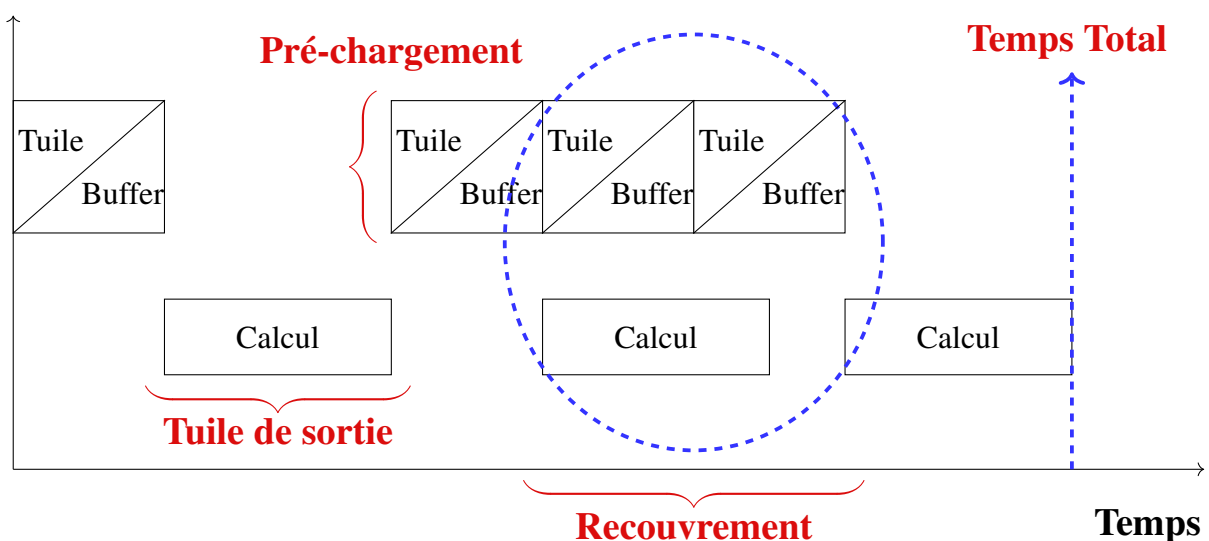 Temps Total
Pré-chargement
Tuile
Buffer
Tuile
Buffer
Tuile
Buffer
Tuile
Buffer
Calcul
Calcul
Calcul
Tuile de sortie
Recouvrement
Temps